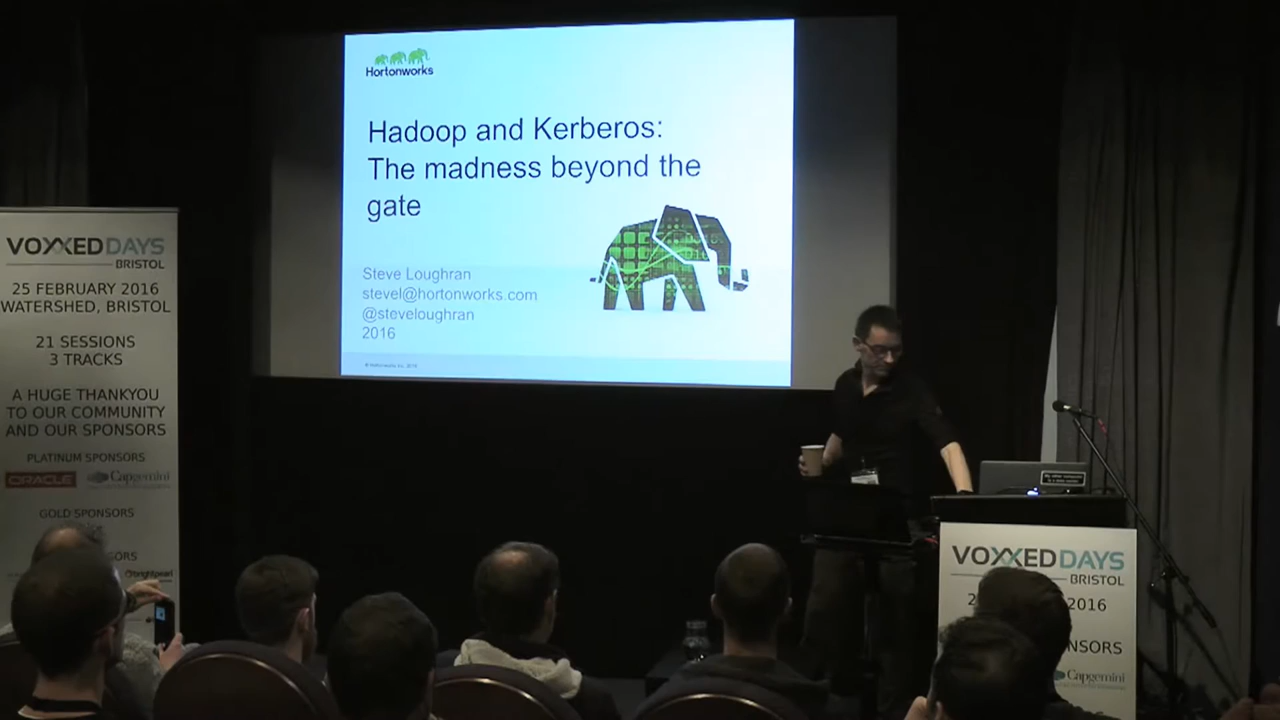 Hortonworks
Hadoop and Kerberos:
The madness beyond the
gate
Steve Loughran
stevel@hortonworks.com
@steveloughran
2016
VOXXED DAYS
BRISTOL
25 FEBRUARY 2016
WATERSHED, BRISTOL
21 SESSIONS
3 TRACKS
A HUGE THANKYOU
TO OUR COMMUNITY
AND OUR SPONSORS
PLATINUM SPONSORS
ORACLE Capgemini
GOLD SPONSORS
brightpearl
VOXXED DAYS
BRISTOL
2016
Capgemini